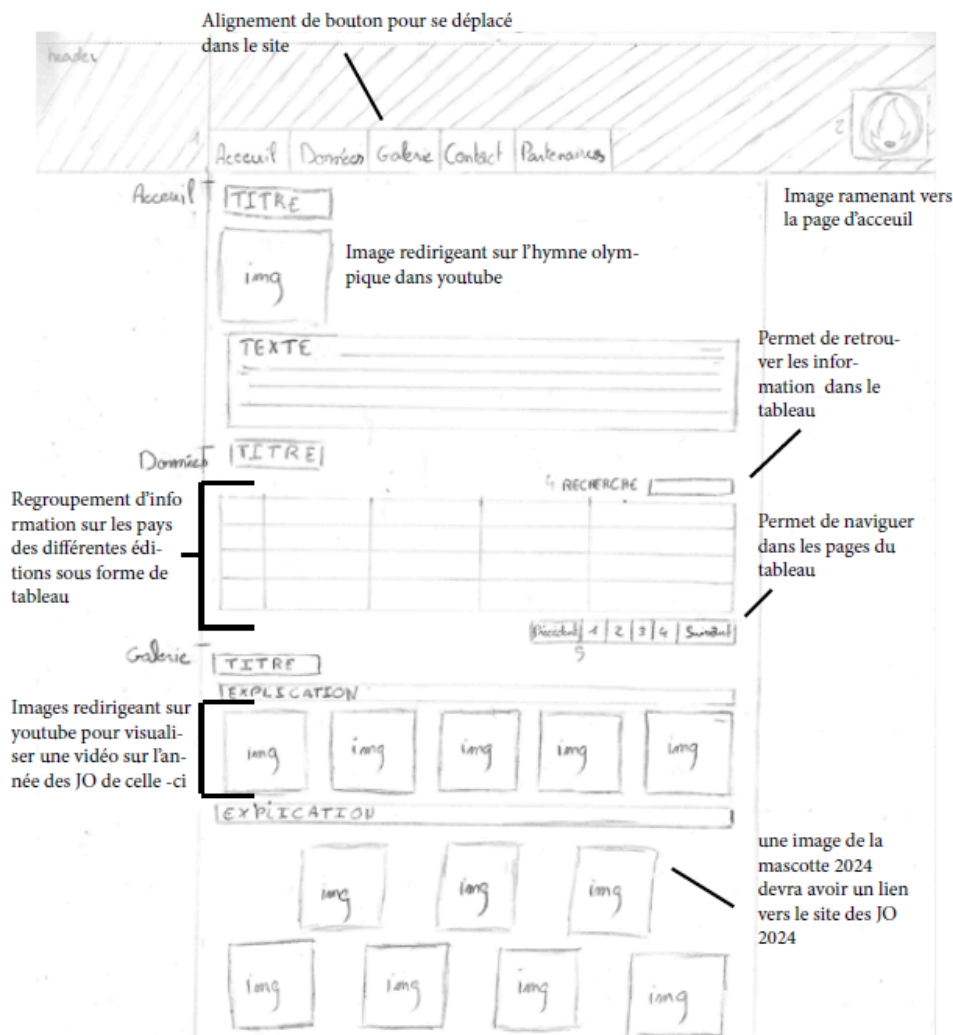 Alignement de bouton pour se déplacé
dans le site
header
1
2
Acceuil Données Galerie Contact Partenaires
Acceuil
TITRE
Image ramenant vers
la page d'acceuil
img
Image redirigeant sur l'hymne olym-
pique dans youtube
TEXTE
Permet de retrou-
ver les infor-
mation dans le
tableau
Données
TITRE
4 RECHERCHE
Regroupement d'info
rmation sur les pays
des différentes édi-
tions sous forme de
tableau
Permet de naviguer
dans les pages du
tableau
Précédent 1 2 3 4 Suivant
5
Galerie
TITRE
EXPLICATION
Images redirigeant sur
youtube pour visuali-
ser une vidéo sur l'an-
née des JO de celle -ci
img img img img img
EXPLICATION
une image de la
mascotte 2024
devra avoir un lien
vers le site des JO
2024
img img img
img img img img